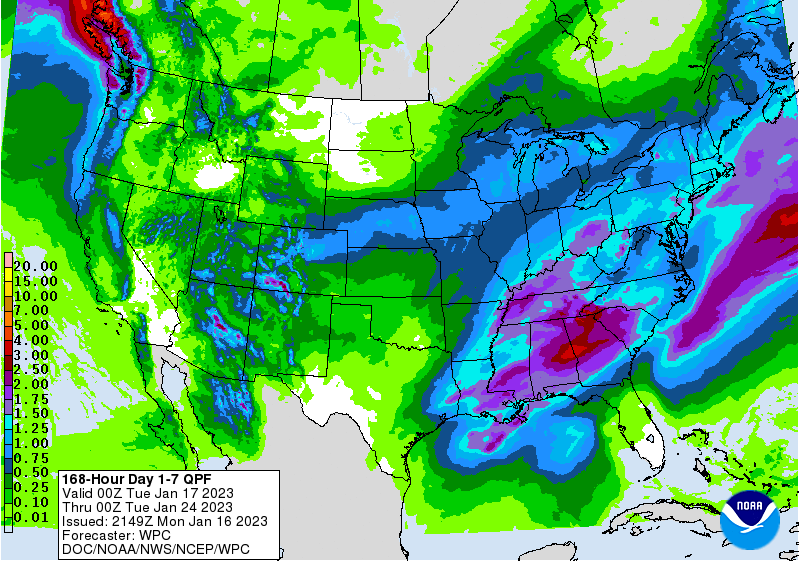 20.00
15.00
10.00
7.00
5.00
4.00
3.00
2.50
2.00
1.75
1.50
1.25
1.00
0.75
0.50
0.25
0.10
0.01
168-Hour Day 1-7 QPF
Valid 00Z Tue Jan 17 2023
Thru 00Z Tue Jan 24 2023
Issued: 2149Z Mon Jan 16 2023
Forecaster: WPC
DOC/NOAA/NWS/NCEP/WPC
NOAA